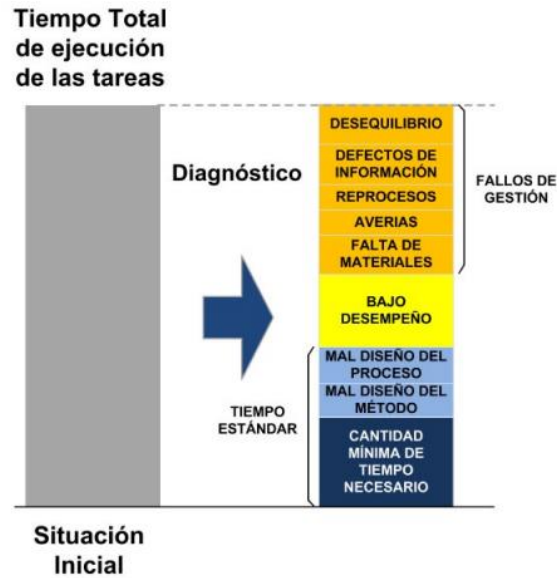 Tiempo Total
de ejecución
de las tareas
Diagnóstico
DESEQUILIBRIO
DEFECTOS DE
INFORMACIÓN
REPROCESOS
AVERIAS
FALTA DE
MATERIALES
FALLOS DE
GESTIÓN
BAJO
DESEMPEÑO
MAL DISEÑO DEL
PROCESO
MAL DISEÑO DEL
MÉTODO
CANTIDAD
MÍNIMA DE
TIEMPO
NECESARIO
TIEMPO
ESTÁNDAR
Situación
Inicial